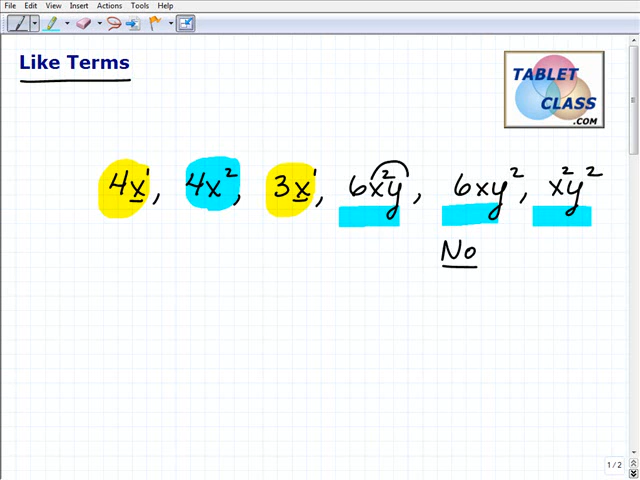 File Edit View Insert Actions Tools Help
Like Terms
TABLET
CLASS
.COM
4x¹, 4x², 3x¹, 6x²y, 6xy², x²y²
No
1 / 2